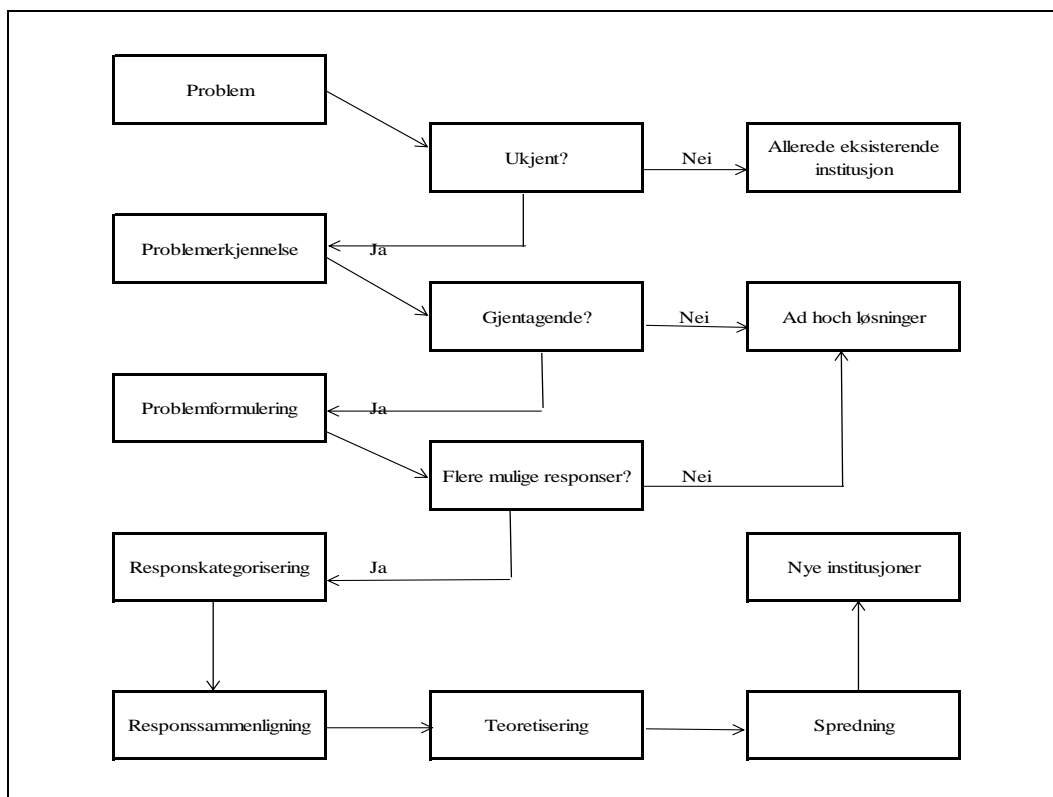 Problem
Ukjent?
Nei
Allerede eksisterende
institusjon
Problemerkjennelse
Ja
Gjentagende?
Nei
Ad hoch løsninger
Problemformulering
Ja
Flere mulige responser?
Nei
Responskategorisering
Ja
Nye institusjoner
Responssammenligning
Teoretisering
Spredning